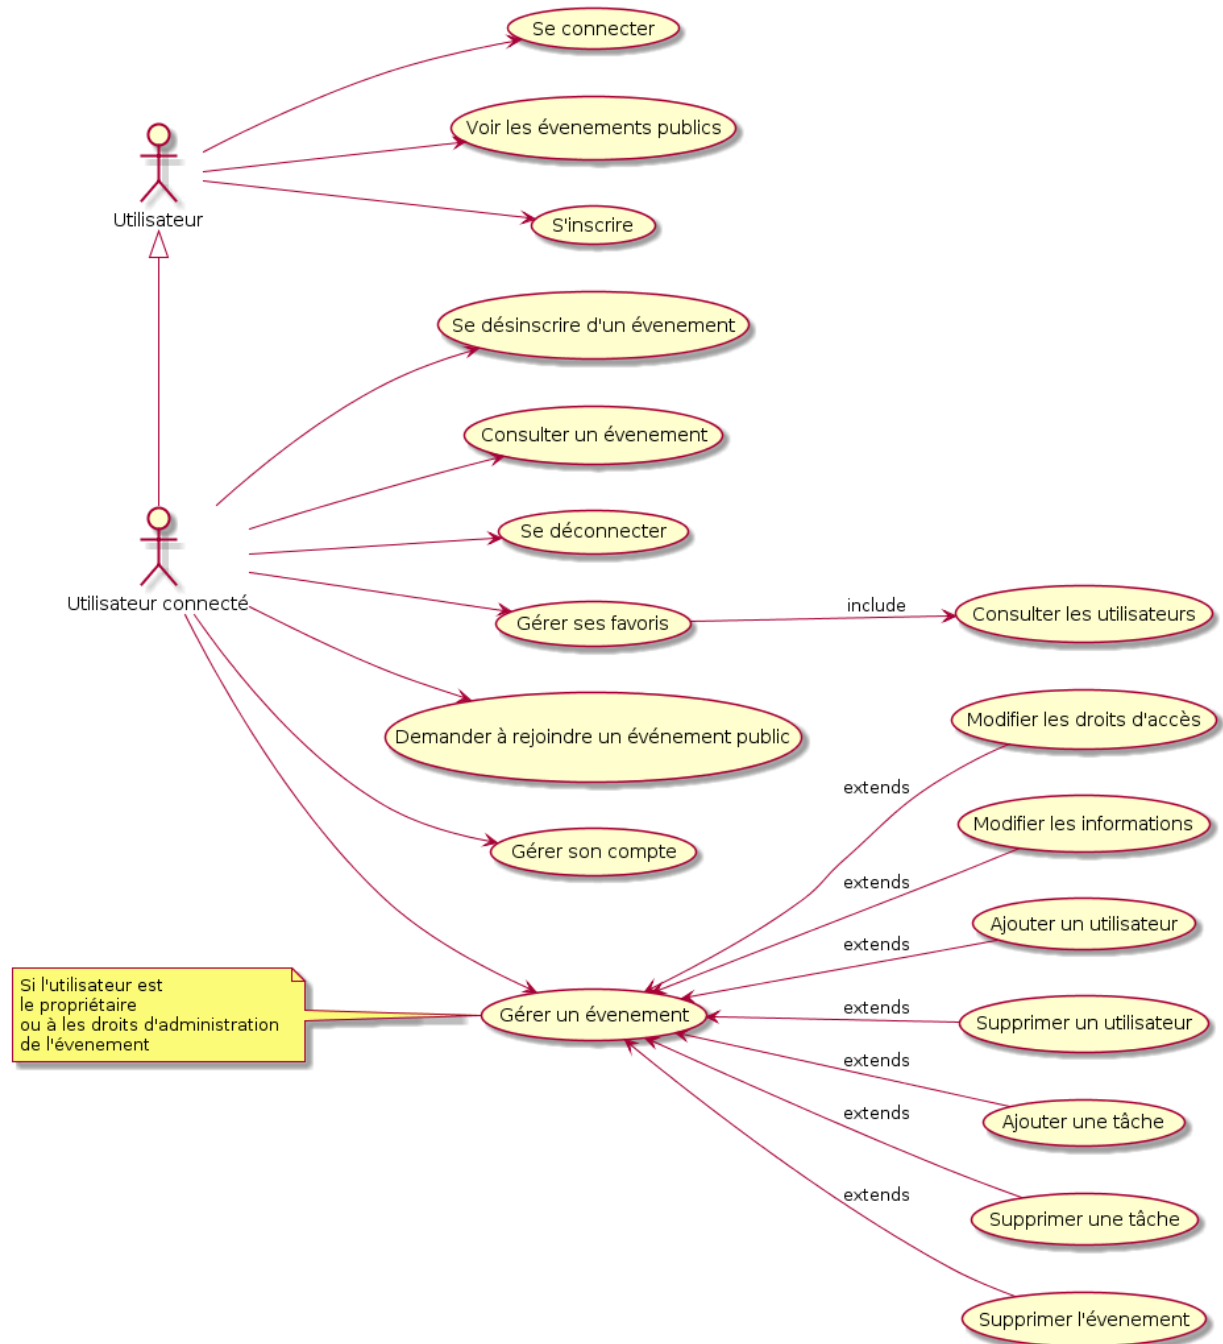 Se connecter
Voir les évenements publics
Utilisateur
S'inscrire
Se désinscrire d'un évenement
Consulter un évenement
Se déconnecter
Utilisateur connecté
Gérer ses favoris
include
Consulter les utilisateurs
Demander à rejoindre un événement public
Gérer son compte
Modifier les droits d'accès
extends
Modifier les informations
extends
Ajouter un utilisateur
extends
Si l'utilisateur est
le propriétaire
ou à les droits d'administration
de l'évenement
Gérer un évenement
extends
Supprimer un utilisateur
extends
Ajouter une tâche
extends
Supprimer une tâche
extends
Supprimer l'évenement